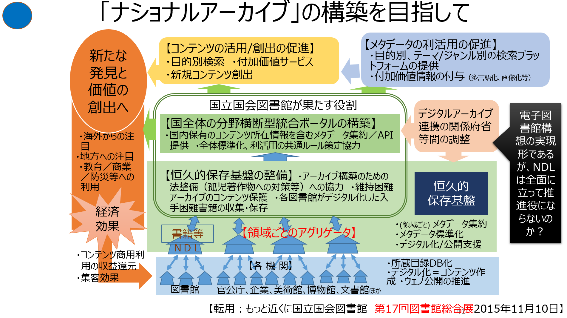 「ナショナルアーカイブ」の構築を目指して
新たな
発見と
価値の
創出へ
・海外からの注
目
・地方への注目
・教育／商業
／防災等への
利用
経済
効果
・コンテンツ商用利
用の収益還元
・集客効果
【コンテンツの活用/創出の促進】
・目的別検索　・付加価値サービス
・新規コンテンツ創出
【メタデータの利活用の促進】
・目的別、テーマ/ジャンル別の検索プラッ
トフォームの提供
・付加価値情報の付与
国立国会図書館が果たす役割
【国全体の分野横断型統合ポータルの構築】
・国内保有のコンテンツ所在情報を含むメタデータ集約／API
提供　・全体標準化、利活用の共通ルール策定協力
デジタルアーカイブ
連携の関係府省
等間の調整
【恒久的保存基盤の整備】・アーカイブ構築のための
法整備（孤児著作物への対策等）への協力　・維持困難
アーカイブのコンテンツ保護　・各図書館がデジタル化した入
手困難書籍の収集・保存
恒久的
保存基盤
電子図
書館構
想の実現
形である
が、NDL
は全面に
立って推
進役にな
らないの
か？
書籍等
NDL
【領域ごとのアグリゲータ】
・(領域ごと)メタデータ集約
・メタデータ標準化
・デジタル化/公開支援
【各 機 関】
図書館　官公庁、企業、美術館、博物館、文書館ほか
・所蔵目録DB化
・デジタル化＝コンテンツ作
成 ・ウェブ公開の推進
【転用；もっと近くに国立国会図書館　第17回図書館総合展2015年11月10日】